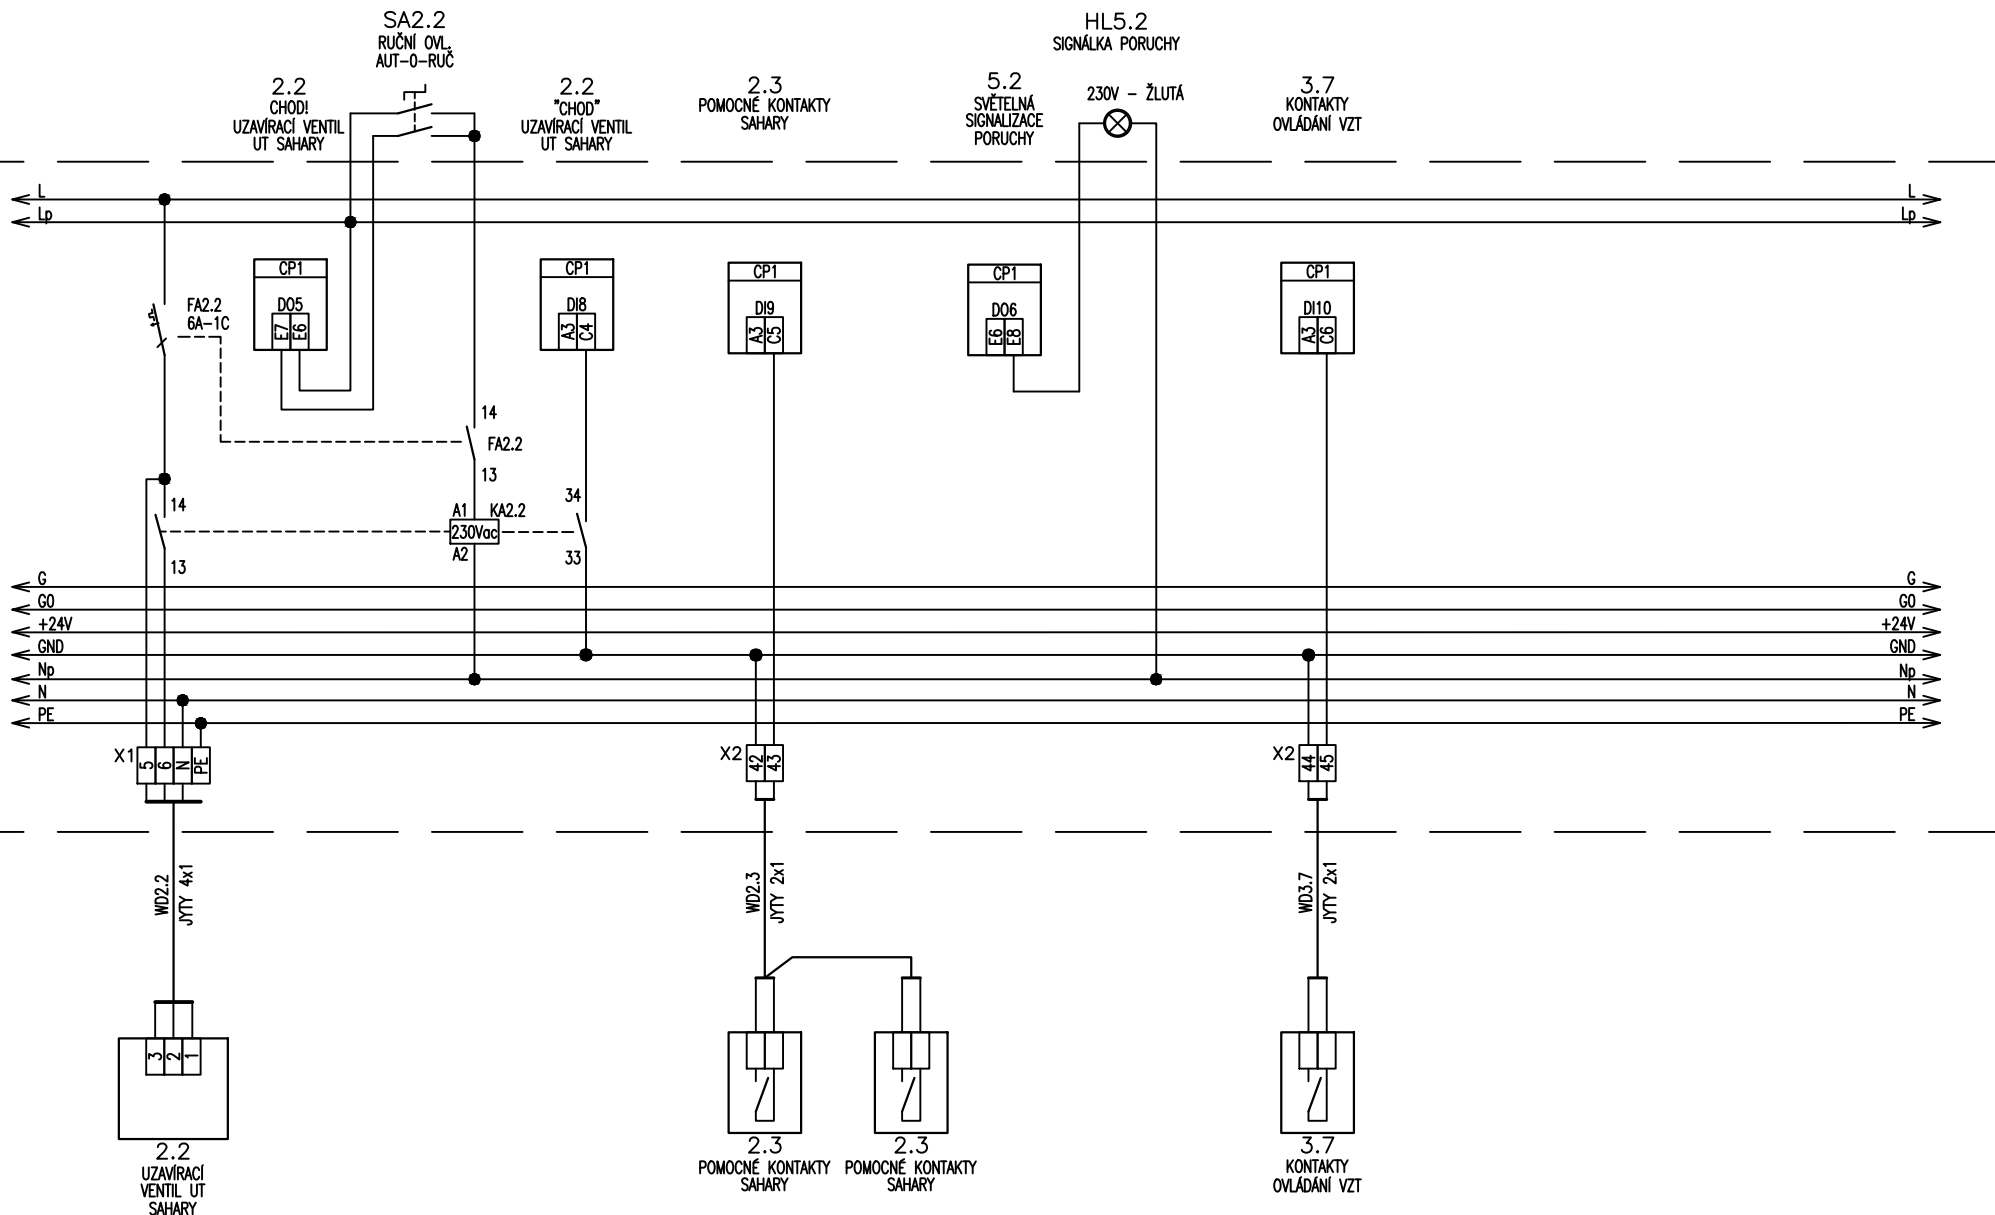 SA2.2
RUČNÍ OVL.
AUT-0-RUČ
HL5.2
SIGNÁLKA PORUCHY
2.2
CHOD!
UZAVÍRACÍ VENTIL
UT SAHARY
2.2
"CHOD"
UZAVÍRACÍ VENTIL
UT SAHARY
2.3
POMOCNÉ KONTAKTY
SAHARY
5.2
SVĚTELNÁ
SIGNALIZACE
PORUCHY
230V - ŽLUTÁ
3.7
KONTAKTY
OVLÁDÁNÍ VZT
L L
Lp Lp
CP1
DO5
E7 E6
CP1
DI8
A3 C4
CP1
DI9
A3 C5
CP1
DO6
E6 E8
CP1
DI10
A3 C6
FA2.2
6A-1C
14
FA2.2
13
14
13
A1 KA2.2
230Vac
A2
34
33
G G
G0 G0
+24V +24V
GND GND
Np Np
N N
PE PE
X1 5 6 N PE
X2 42 43
X2 44 45
WD2.2
JYTY 4x1
WD2.3
JYTY 2x1
WD3.7
JYTY 2x1
3 2 1
2.2
UZAVÍRACÍ
VENTIL UT
SAHARY
2.3
POMOCNÉ KONTAKTY
SAHARY
2.3
POMOCNÉ KONTAKTY
SAHARY
3.7
KONTAKTY
OVLÁDÁNÍ VZT